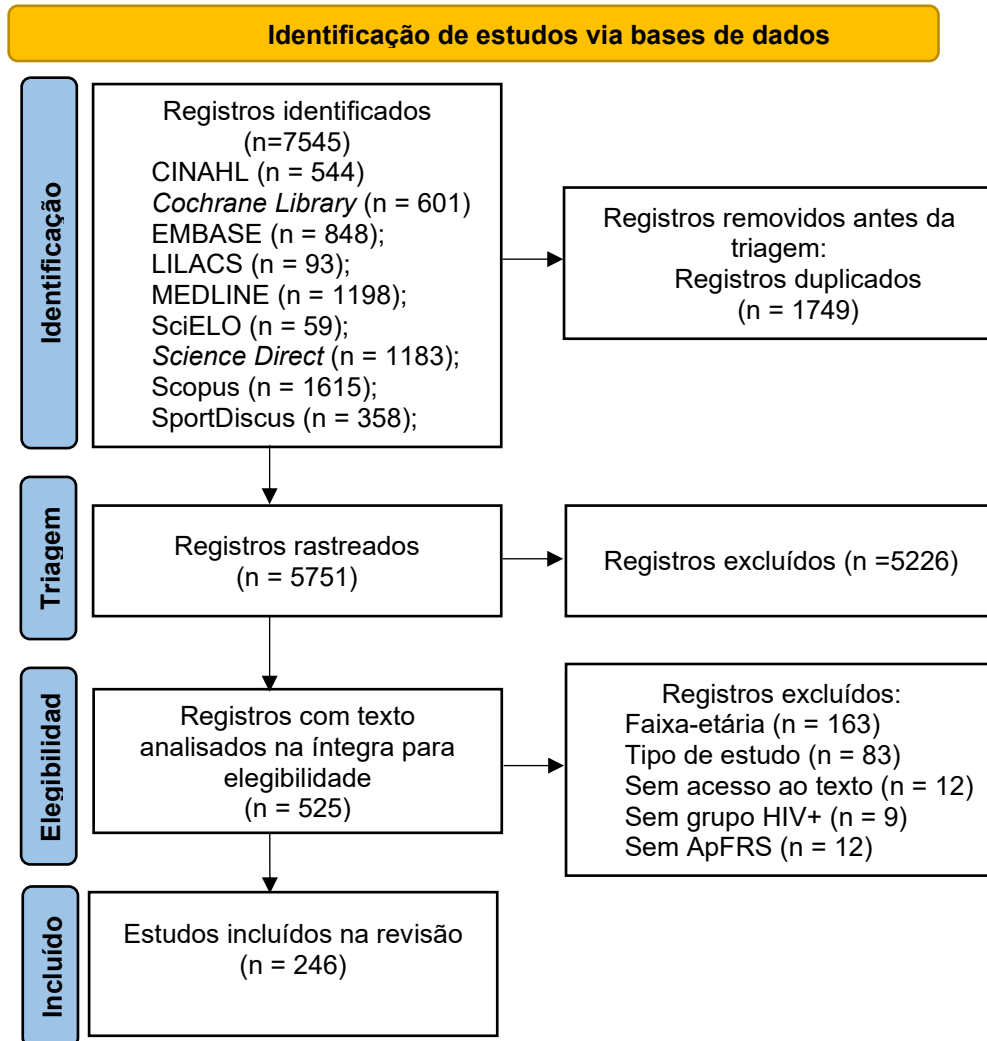 Identificação de estudos via bases de dados
Identificação
Registros identificados
(n=7545)
CINAHL (n = 544)
Cochrane Library (n = 601)
EMBASE (n = 848);
LILACS (n = 93);
MEDLINE (n = 1198);
SciELO (n = 59);
Science Direct (n = 1183);
Scopus (n = 1615);
SportDiscus (n = 358);
Registros removidos antes da
triagem:
Registros duplicados
(n = 1749)
Triagem
Registros rastreados
(n = 5751)
Registros excluídos (n =5226)
Elegibilidad
Registros com texto
analisados na íntegra para
elegibilidade
(n = 525)
Registros excluídos:
Faixa-etária (n = 163)
Tipo de estudo (n = 83)
Sem acesso ao texto (n = 12)
Sem grupo HIV+ (n = 9)
Sem ApFRS (n = 12)
Incluído
Estudos incluídos na revisão
(n = 246)